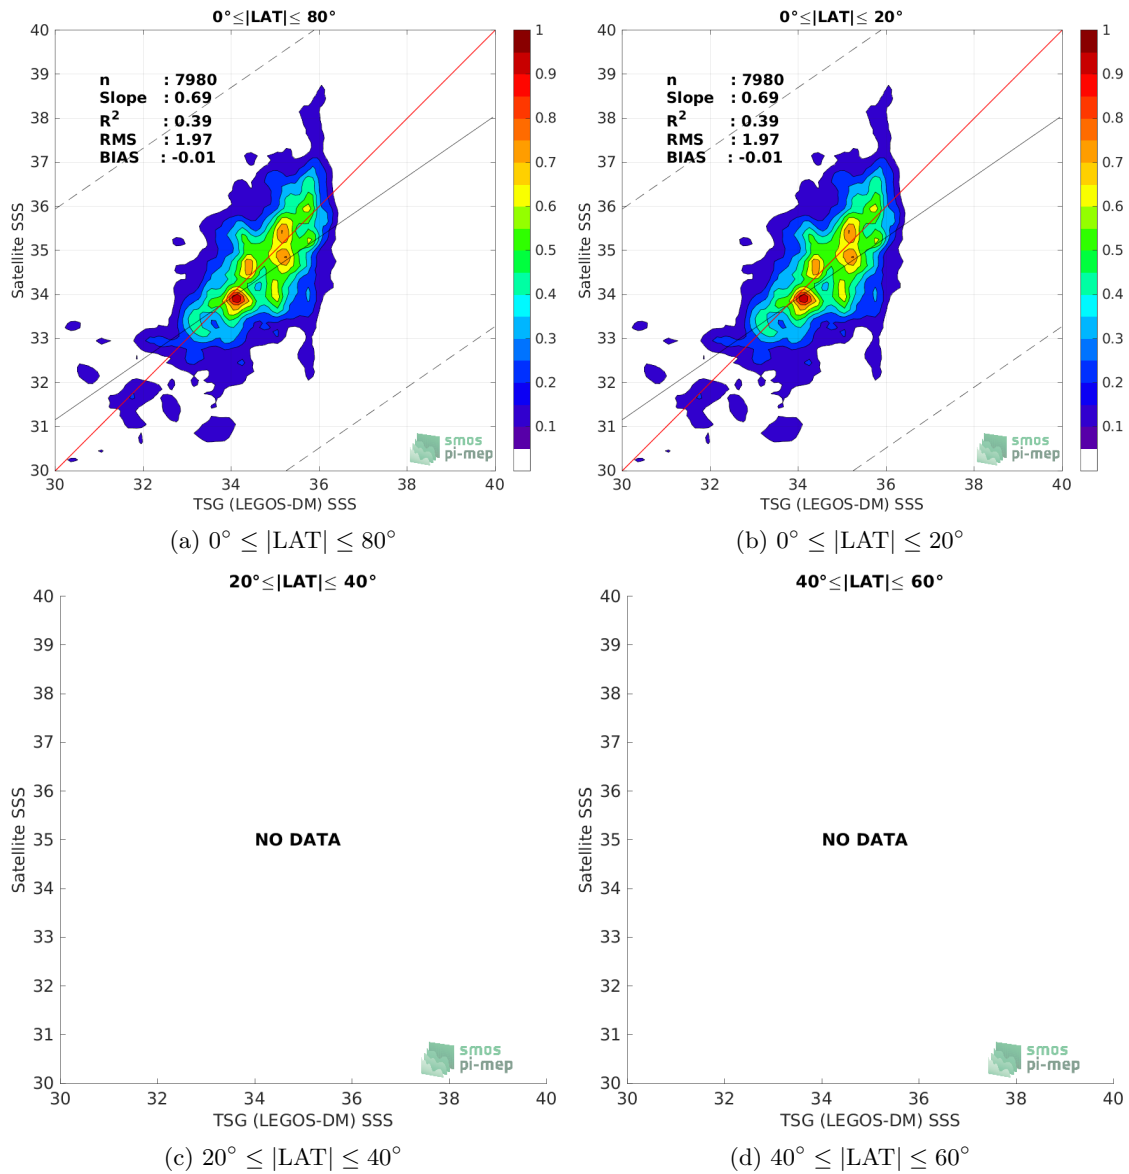 0°≤|LAT|≤ 80°
40
39
38
37
36
35
34
33
32
31
30
Satellite SSS
n : 7980
Slope : 0.69
R² : 0.39
RMS : 1.97
BIAS : -0.01
smos
pi-mep
30 32 34 36 38 40
TSG (LEGOS-DM) SSS
1
0.9
0.8
0.7
0.6
0.5
0.4
0.3
0.2
0.1
(a) 0° ≤ |LAT| ≤ 80°
0°≤|LAT|≤ 20°
40
39
38
37
36
35
34
33
32
31
30
Satellite SSS
n : 7980
Slope : 0.69
R² : 0.39
RMS : 1.97
BIAS : -0.01
smos
pi-mep
30 32 34 36 38 40
TSG (LEGOS-DM) SSS
1
0.9
0.8
0.7
0.6
0.5
0.4
0.3
0.2
0.1
(b) 0° ≤ |LAT| ≤ 20°
20°≤|LAT|≤ 40°
40
39
38
37
36
35
34
33
32
31
30
Satellite SSS
NO DATA
smos
pi-mep
30 32 34 36 38 40
TSG (LEGOS-DM) SSS
(c) 20° ≤ |LAT| ≤ 40°
40°≤|LAT|≤ 60°
40
39
38
37
36
35
34
33
32
31
30
Satellite SSS
NO DATA
smos
pi-mep
30 32 34 36 38 40
TSG (LEGOS-DM) SSS
(d) 40° ≤ |LAT| ≤ 60°